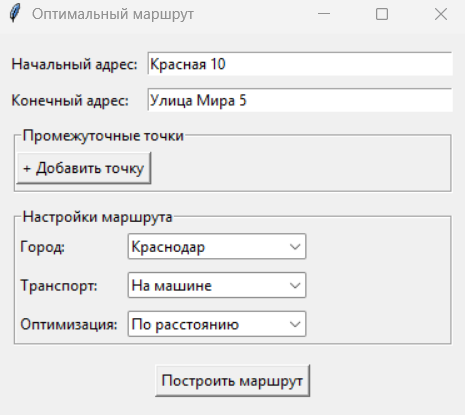 Оптимальный маршрут
Начальный адрес: Красная 10
Конечный адрес: Улица Мира 5
Промежуточные точки
+ Добавить точку
Настройки маршрута
Город: Краснодар
Транспорт: На машине
Оптимизация: По расстоянию
Построить маршрут